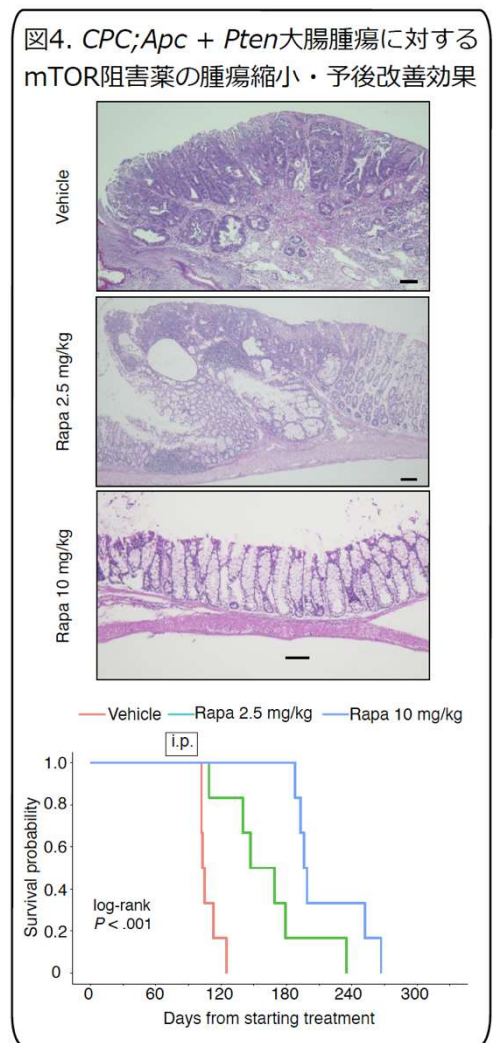 図4. CPC;Apc + Pten大腸腫瘍に対する
mTOR阻害薬の腫瘍縮小・予後改善効果
Vehicle
Rapa 2.5 mg/kg
Rapa 10 mg/kg
Vehicle Rapa 2.5 mg/kg Rapa 10 mg/kg
i.p.
Survival probability
1.0
0.8
0.6
0.4
0.2
0
log-rank
P < .001
0 60 120 180 240 300
Days from starting treatment